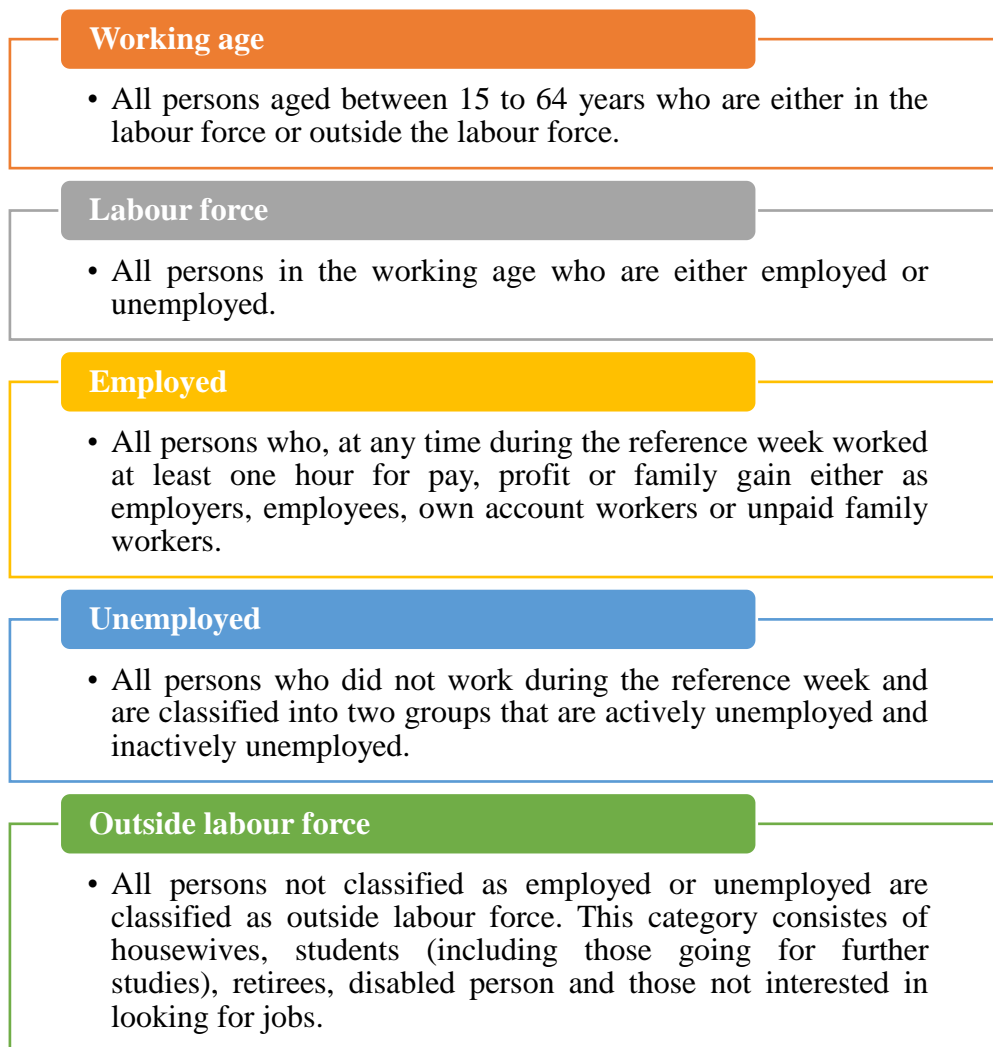 Working age
• All persons aged between 15 to 64 years who are either in the
labour force or outside the labour force.
Labour force
• All persons in the working age who are either employed or
unemployed.
Employed
• All persons who, at any time during the reference week worked
at least one hour for pay, profit or family gain either as
employers, employees, own account workers or unpaid family
workers.
Unemployed
• All persons who did not work during the reference week and
are classified into two groups that are actively unemployed and
inactively unemployed.
Outside labour force
• All persons not classified as employed or unemployed are
classified as outside labour force. This category consistes of
housewives, students (including those going for further
studies), retirees, disabled person and those not interested in
looking for jobs.